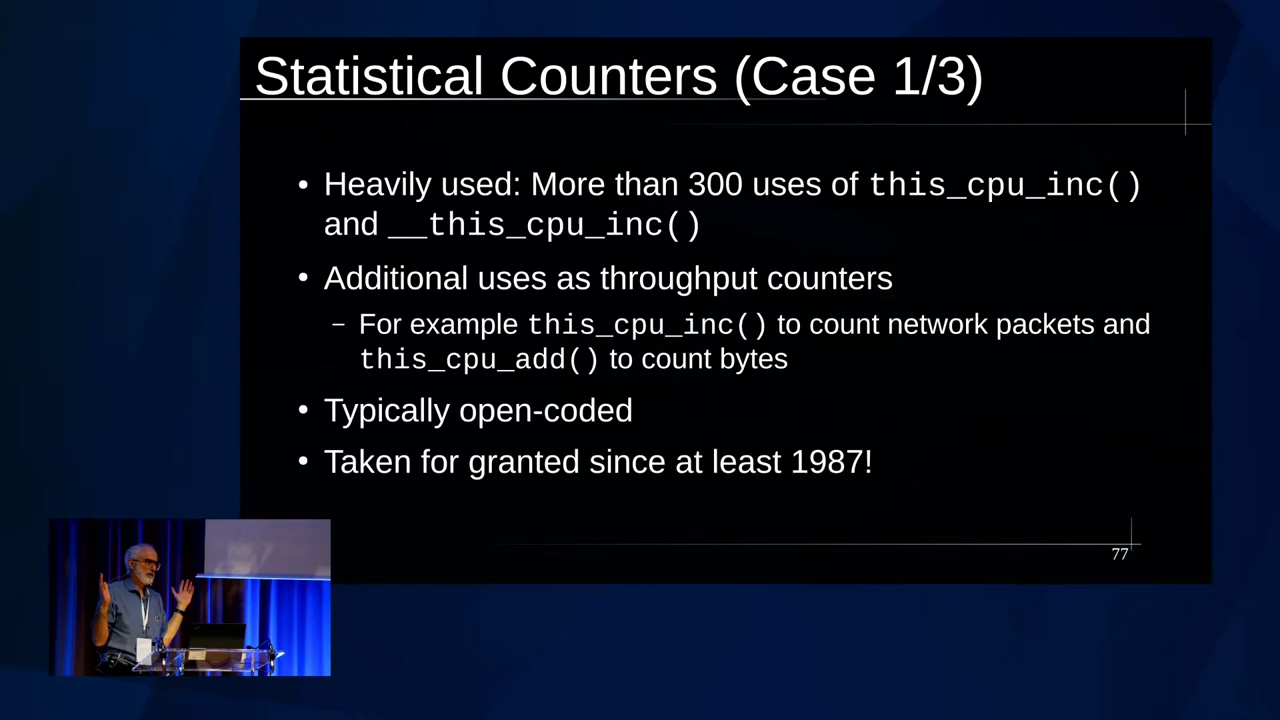 Statistical Counters (Case 1/3)
• Heavily used: More than 300 uses of this_cpu_inc()
and __this_cpu_inc()
• Additional uses as throughput counters
– For example this_cpu_inc() to count network packets and
this_cpu_add() to count bytes
• Typically open-coded
• Taken for granted since at least 1987!
77